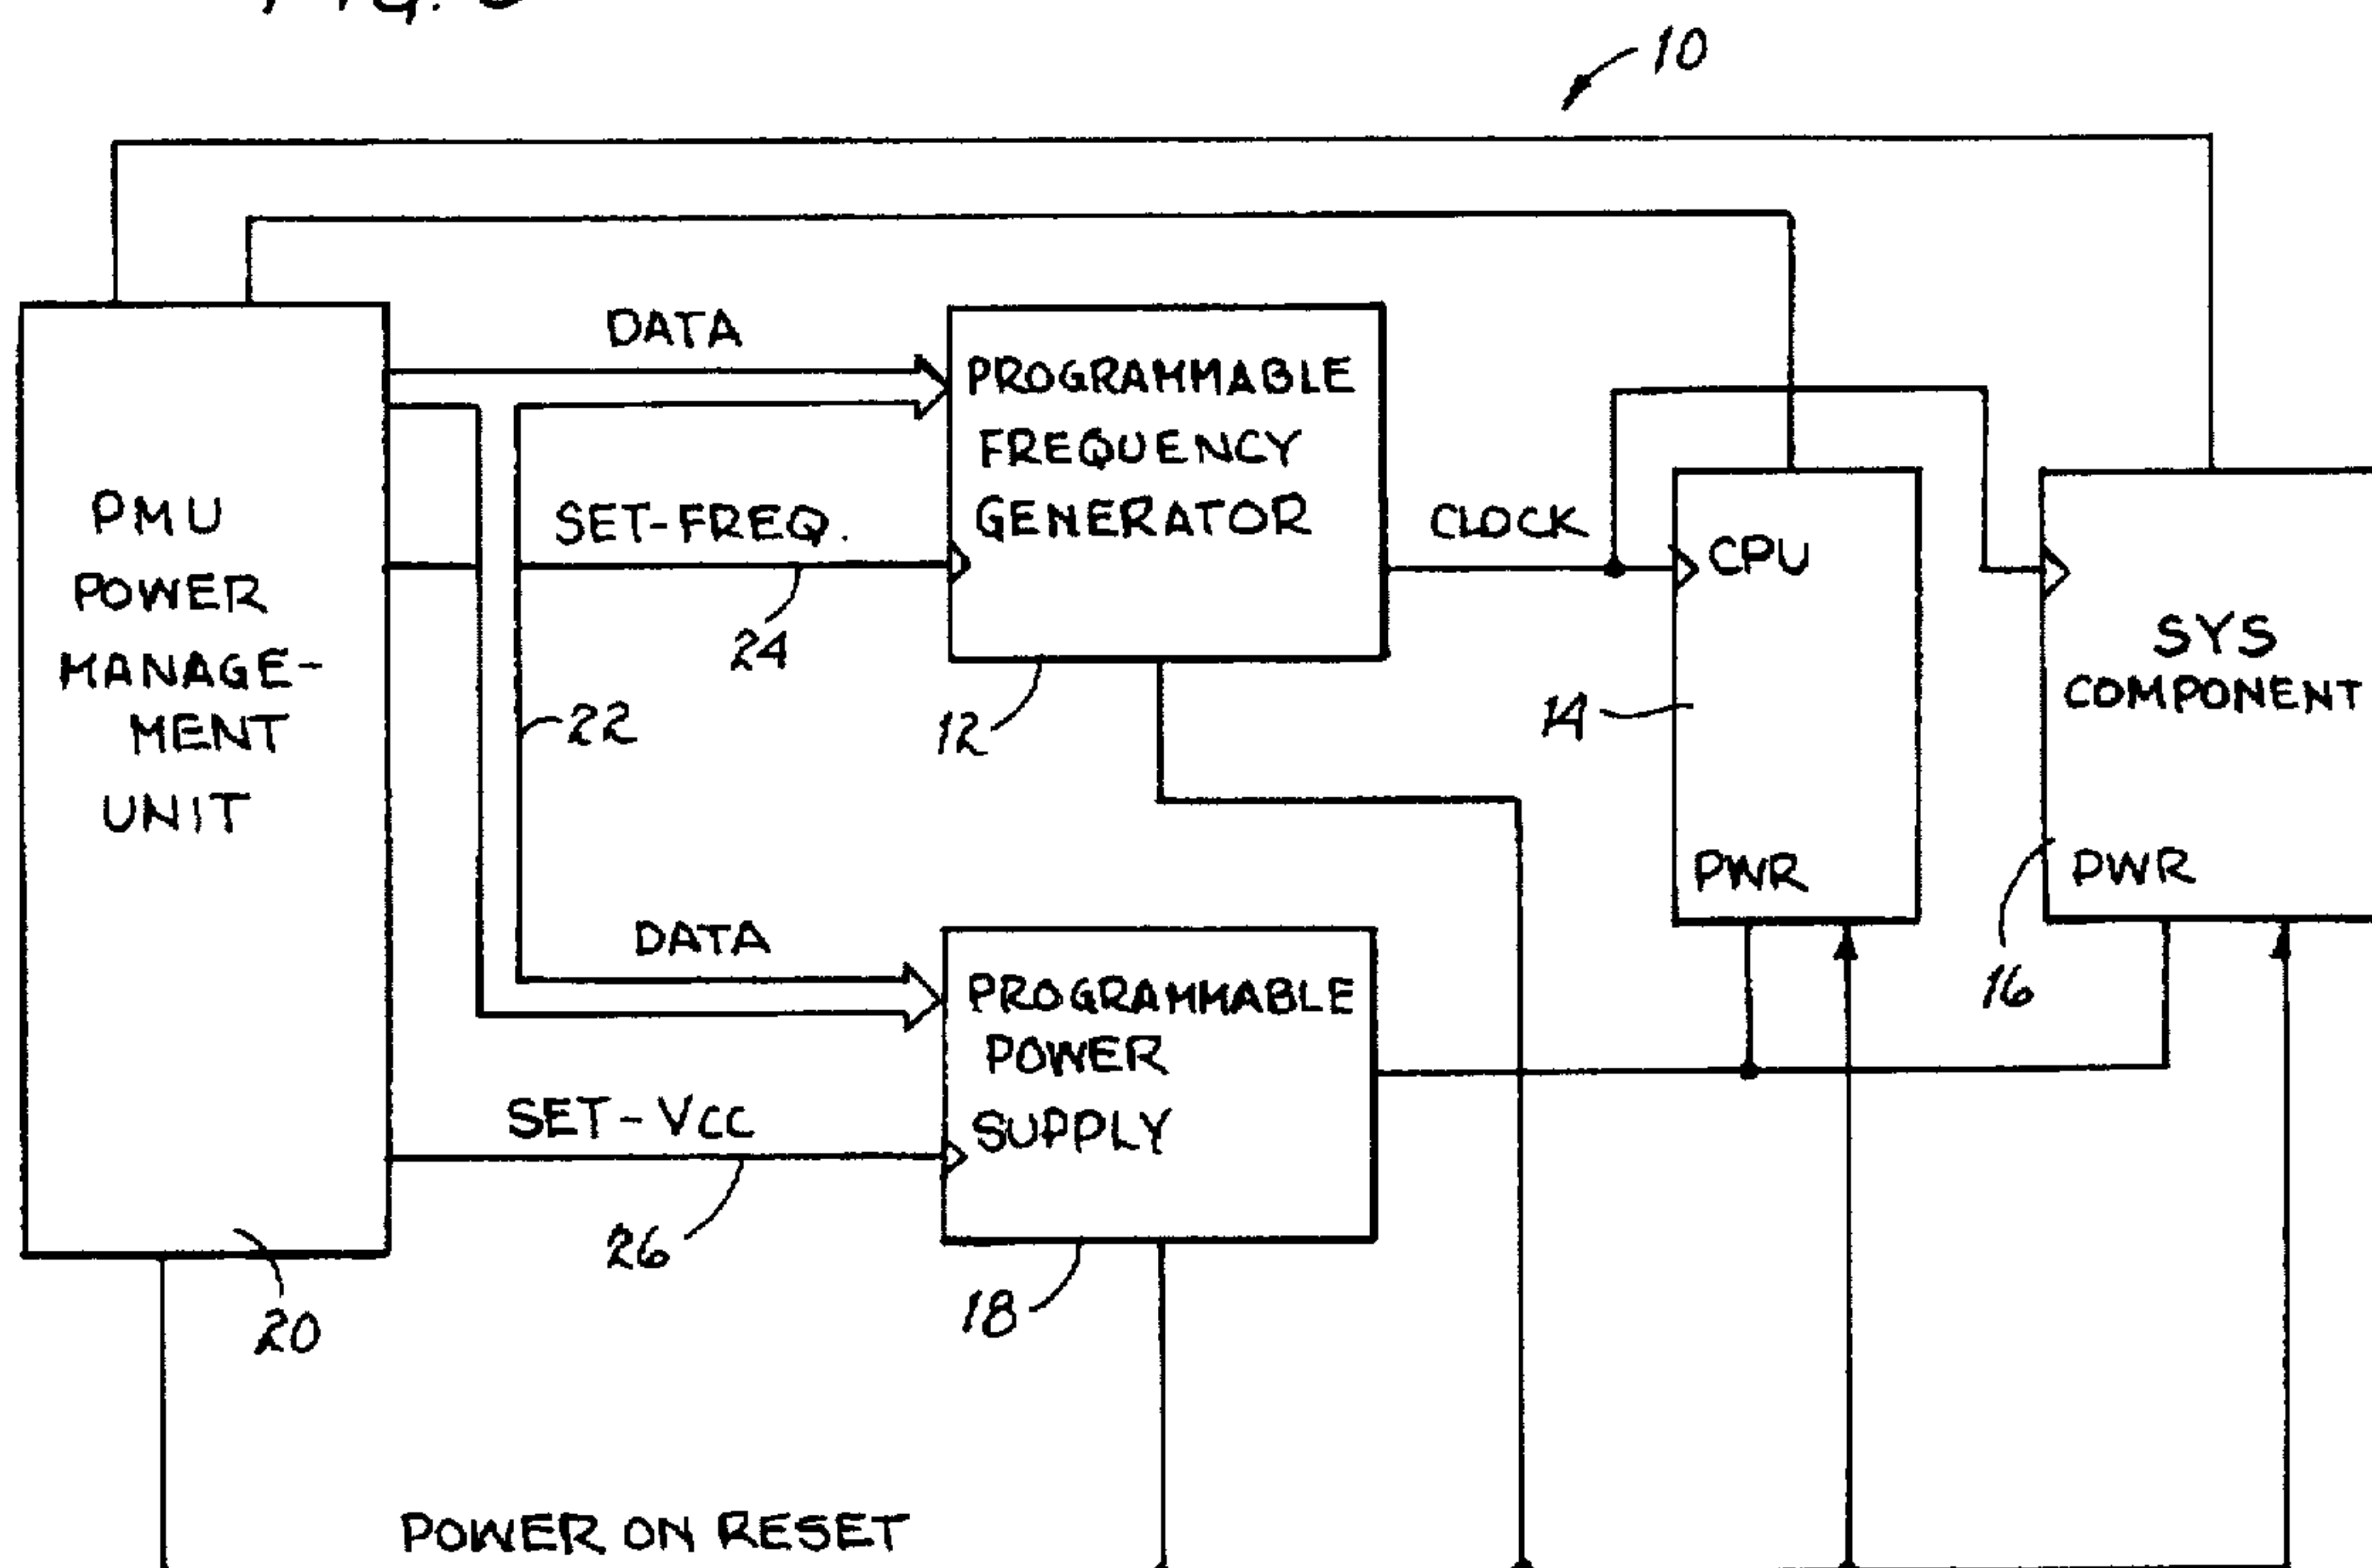 FIG.
10
DATA
PROGRAMMABLE
FREQUENCY
GENERATOR
PMU
POWER
MANAGE-
MENT
UNIT
SET-FREQ.
24
CLOCK
CPU
SYS
COMPONENT
22
12
14
PWR
PWR
16
DATA
PROGRAMMABLE
POWER
SUPPLY
SET-VCC
26
18
20
POWER ON RESET